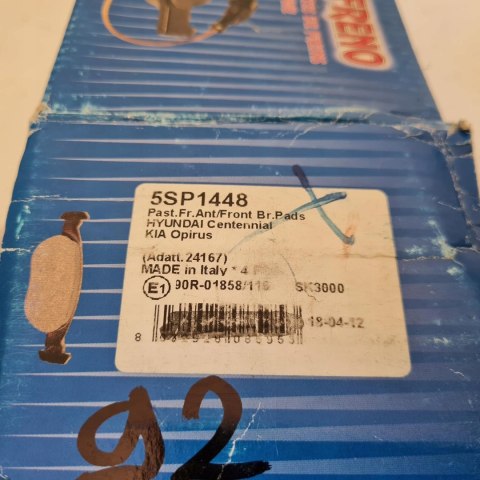 FRENO
5SP1448
Past.Fr.Ant/Front Br.Pads
HYUNDAI Centennial
KIA Opirus
(Adatt.24167)
MADE in Italy * 4
E1 90R-01858/116 SK3000
18-04-12
8
92